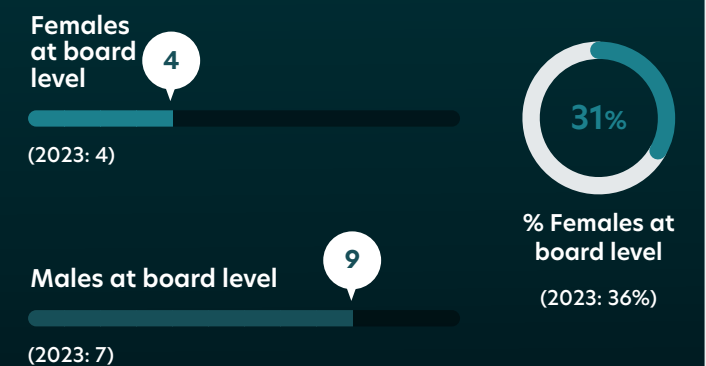 Females
at board
level
4
(2023: 4)
31%
% Females at
board level
(2023: 36%)
9
Males at board level
(2023: 7)